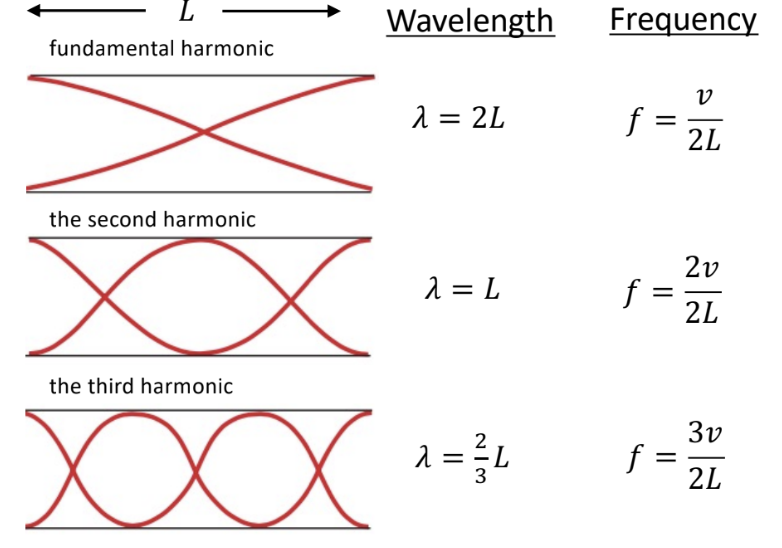 L Wavelength Frequency
fundamental harmonic
λ = 2L f = v/2L
the second harmonic
λ = L f = 2v/2L
the third harmonic
λ = 2/3 L f = 3v/2L